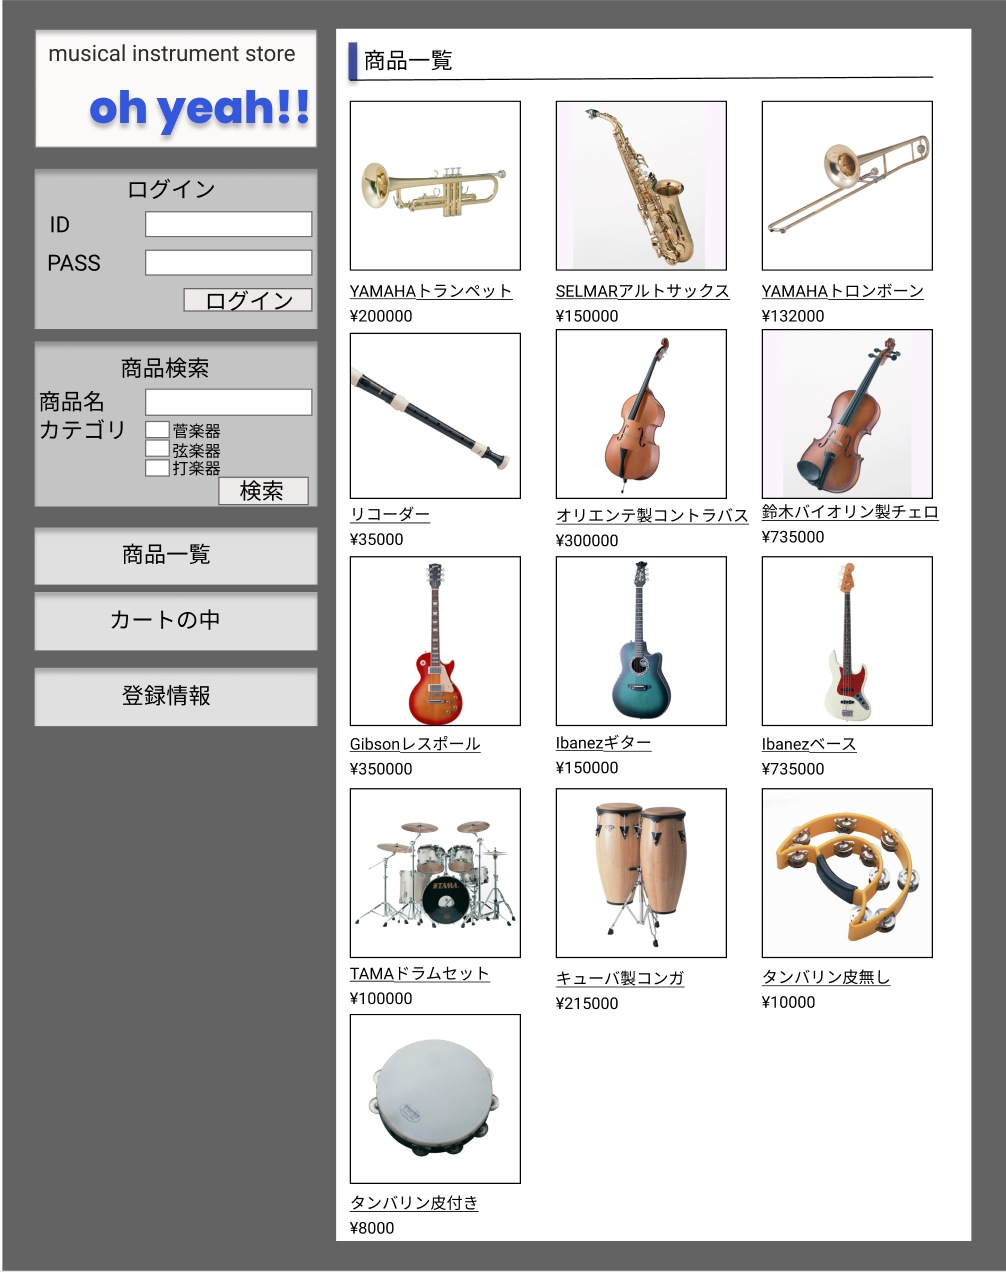 musical instrument store
oh yeah!!
ログイン
ID
PASS
ログイン
商品検索
商品名
カテゴリ
菅楽器
弦楽器
打楽器
検索
商品一覧
カートの中
登録情報
商品一覧
YAMAHAトランペット
¥200000
SELMARアルトサックス
¥150000
YAMAHAトロンボーン
¥132000
リコーダー
¥35000
オリエンテ製コントラバス
¥300000
鈴木バイオリン製チェロ
¥735000
Gibsonレスポール
¥350000
Ibanezギター
¥150000
Ibanezベース
¥735000
TAMA
TAMAドラムセット
¥100000
キューバ製コンガ
¥215000
タンバリン皮無し
¥10000
タンバリン皮付き
¥8000